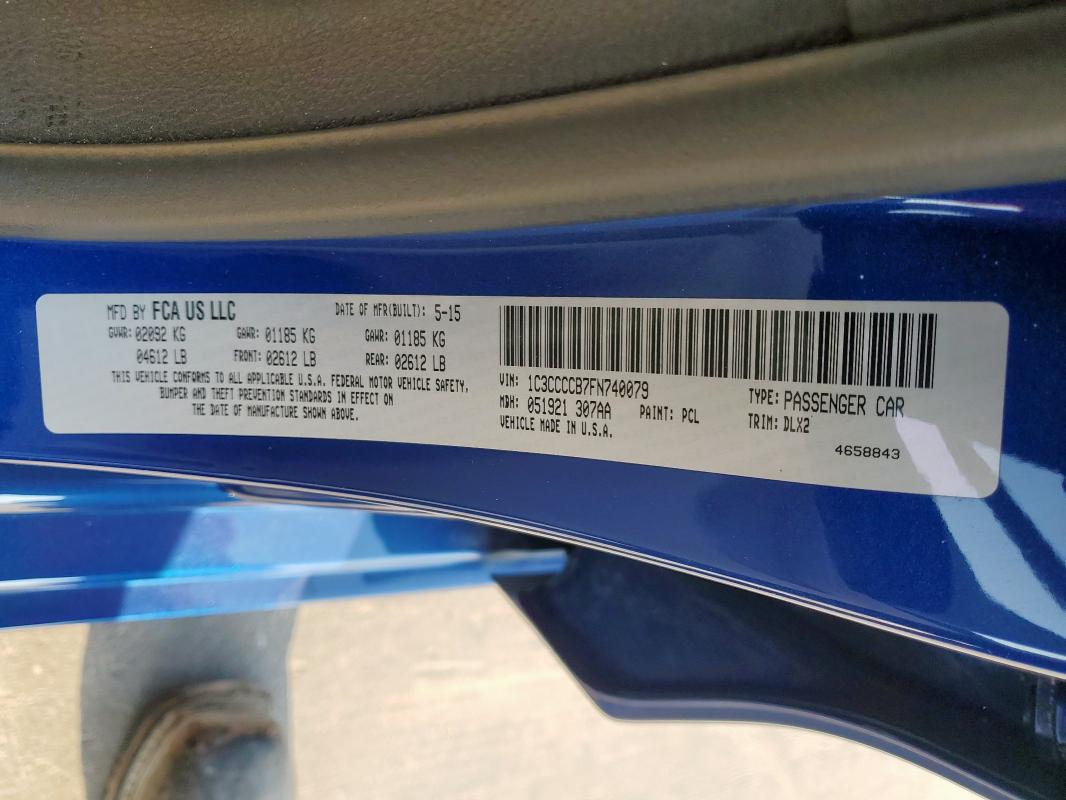 MFD BY FCA US LLC DATE OF MFR(BUILT): 5-15
GVWR: 02092 KG GAWR: 01185 KG GAWR: 01185 KG
04612 LB FRONT: 02612 LB REAR: 02612 LB
THIS VEHICLE CONFORMS TO ALL APPLICABLE U.S.A. FEDERAL MOTOR VEHICLE SAFETY,
BUMPER AND THEFT PREVENTION STANDARDS IN EFFECT ON
THE DATE OF MANUFACTURE SHOWN ABOVE.
VIN: 1C3CCCCB7FN740079 TYPE: PASSENGER CAR
MDH: 051921 307AA PAINT: PCL TRIM: DLX2
VEHICLE MADE IN U.S.A.
4658843